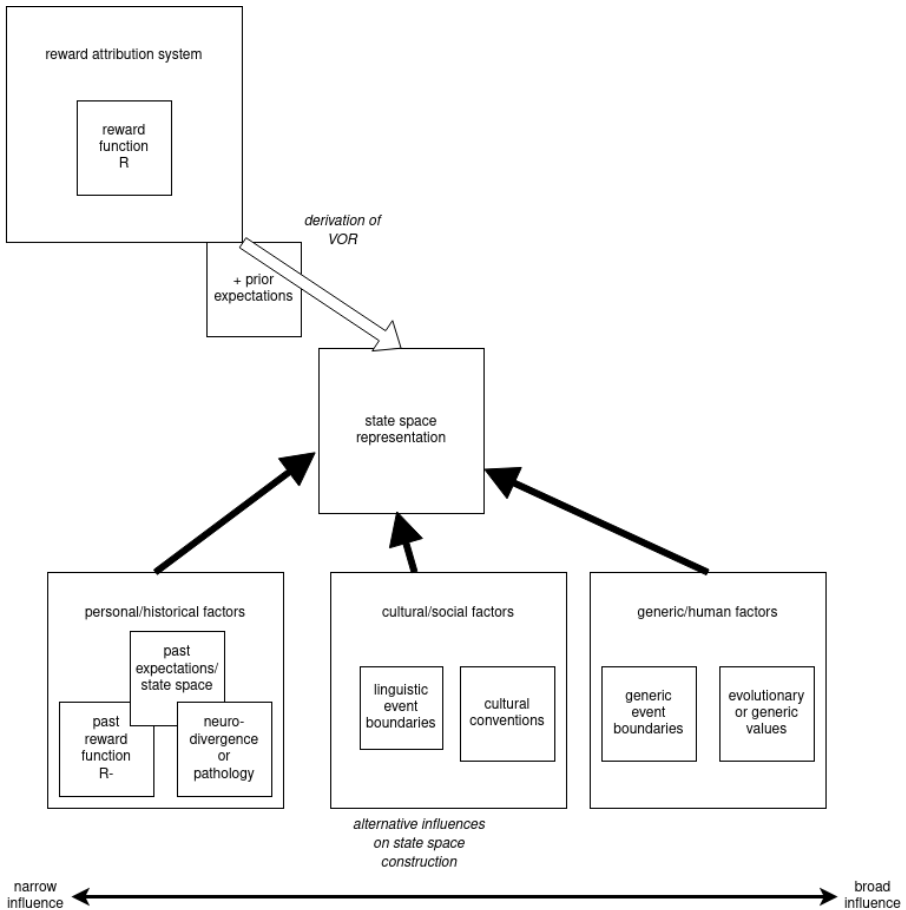 reward attribution system
reward
function
R
derivation of
VOR
+ prior
expectations
state space
representation
personal/historical factors
past
expectations/
state space
past
reward
function
R-
neuro-
divergence
or
pathology
cultural/social factors
linguistic
event
boundaries
cultural
conventions
generic/human factors
generic
event
boundaries
evolutionary
or generic
values
alternative influences
on state space
construction
narrow
influence
broad
influence